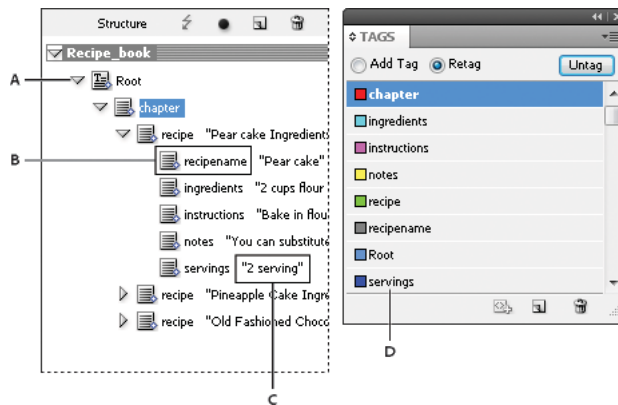 Structure
Recipe_book
A
Root
chapter
recipe "Pear cake Ingredients
B
recipename "Pear cake"
ingredients "2 cups flour
instructions "Bake in flou
notes "You can substitute
servings "2 serving"
recipe "Pineapple Cake Ingre
recipe "Old Fashioned Choco
C
TAGS
Add Tag Retag Untag
chapter
ingredients
instructions
notes
recipe
recipename
Root
servings
D